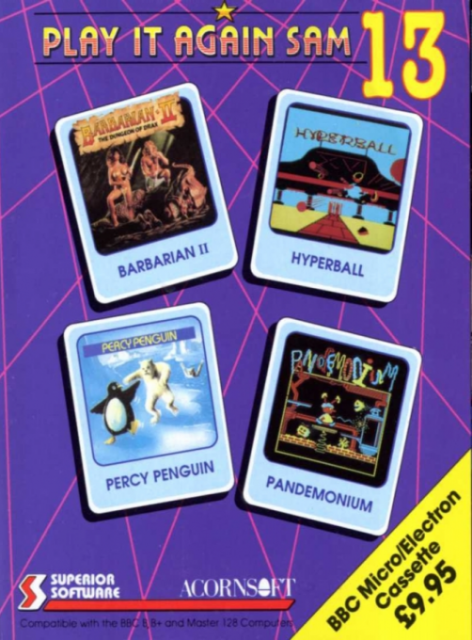 PLAY IT AGAIN SAM 13
BARBARIAN II
THE DUNGEON OF DRAX
BARBARIAN II
HYPERBALL
HYPERBALL
PERCY PENGUIN
PERCY PENGUIN
PANDEMONIUM
PANDEMONIUM
SUPERIOR
SOFTWARE
ACORNSOFT
BBC Micro/Electron
Cassette
£9.95
Compatible with the BBC B, B+ and Master 128 Computers